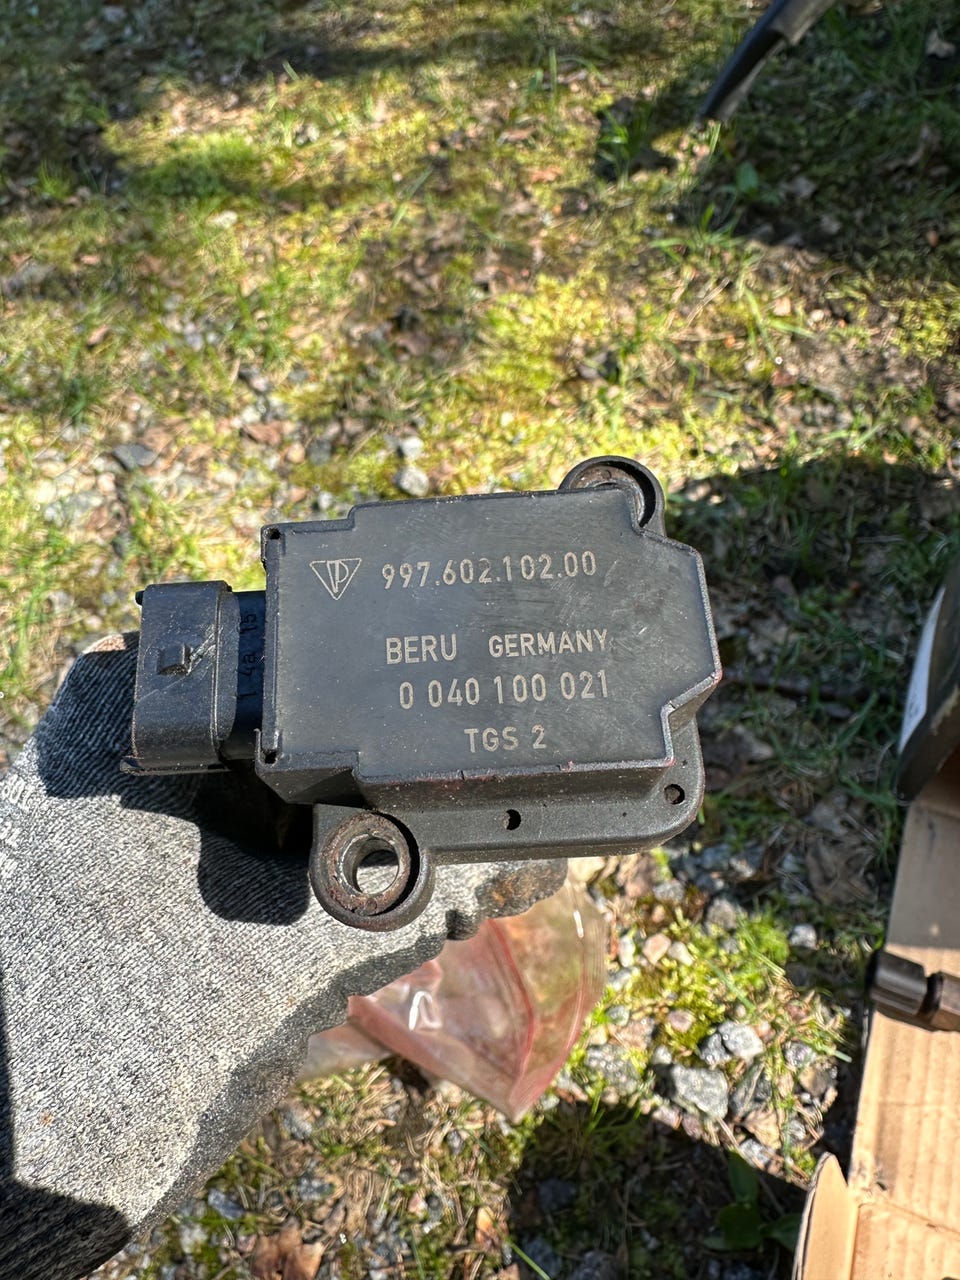 997.602.102.00
BERU GERMANY
0 040 100 021
TGS 2